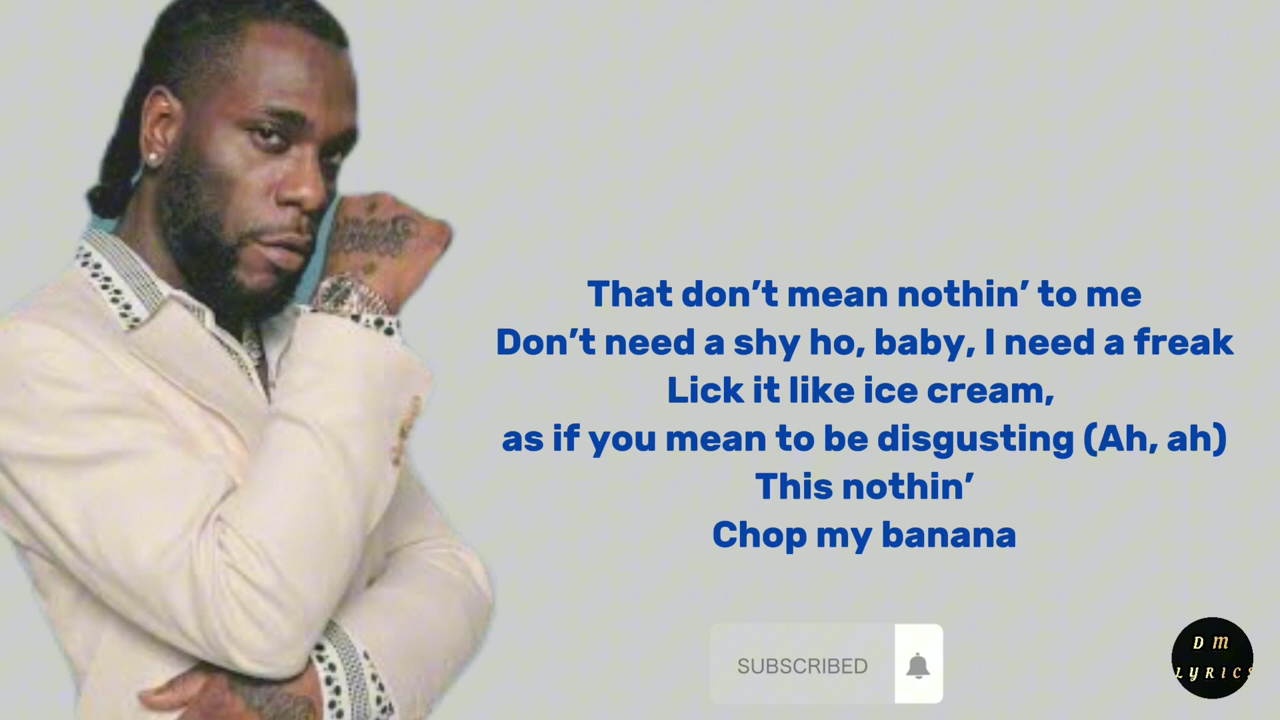 That don’t mean nothin’ to me
Don’t need a shy ho, baby, I need a freak
Lick it like ice cream,
as if you mean to be disgusting (Ah, ah)
This nothin’
Chop my banana
SUBSCRIBED
D M
LYRICS